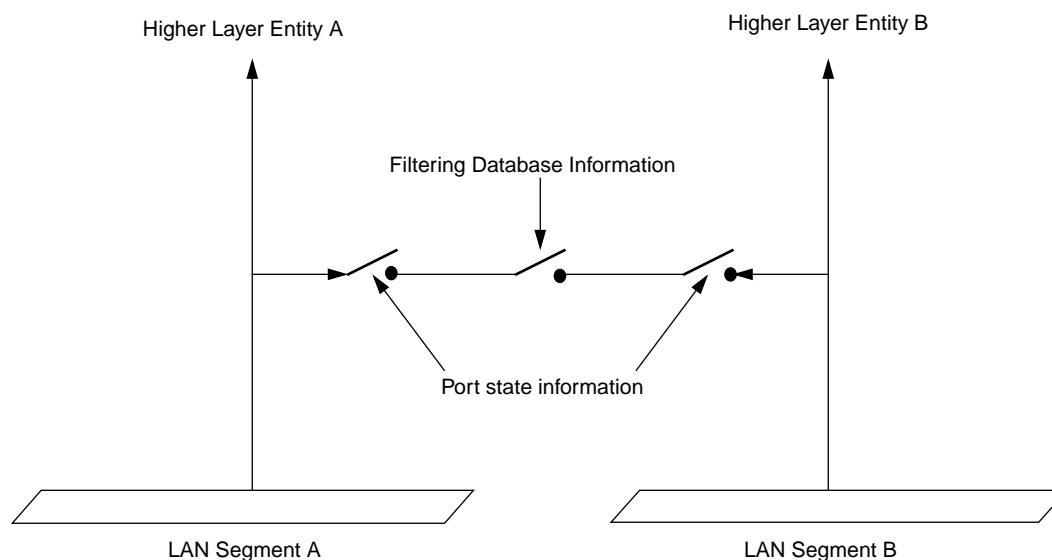 Higher Layer Entity A
Higher Layer Entity B
Filtering Database Information
Port state information
LAN Segment A
LAN Segment B